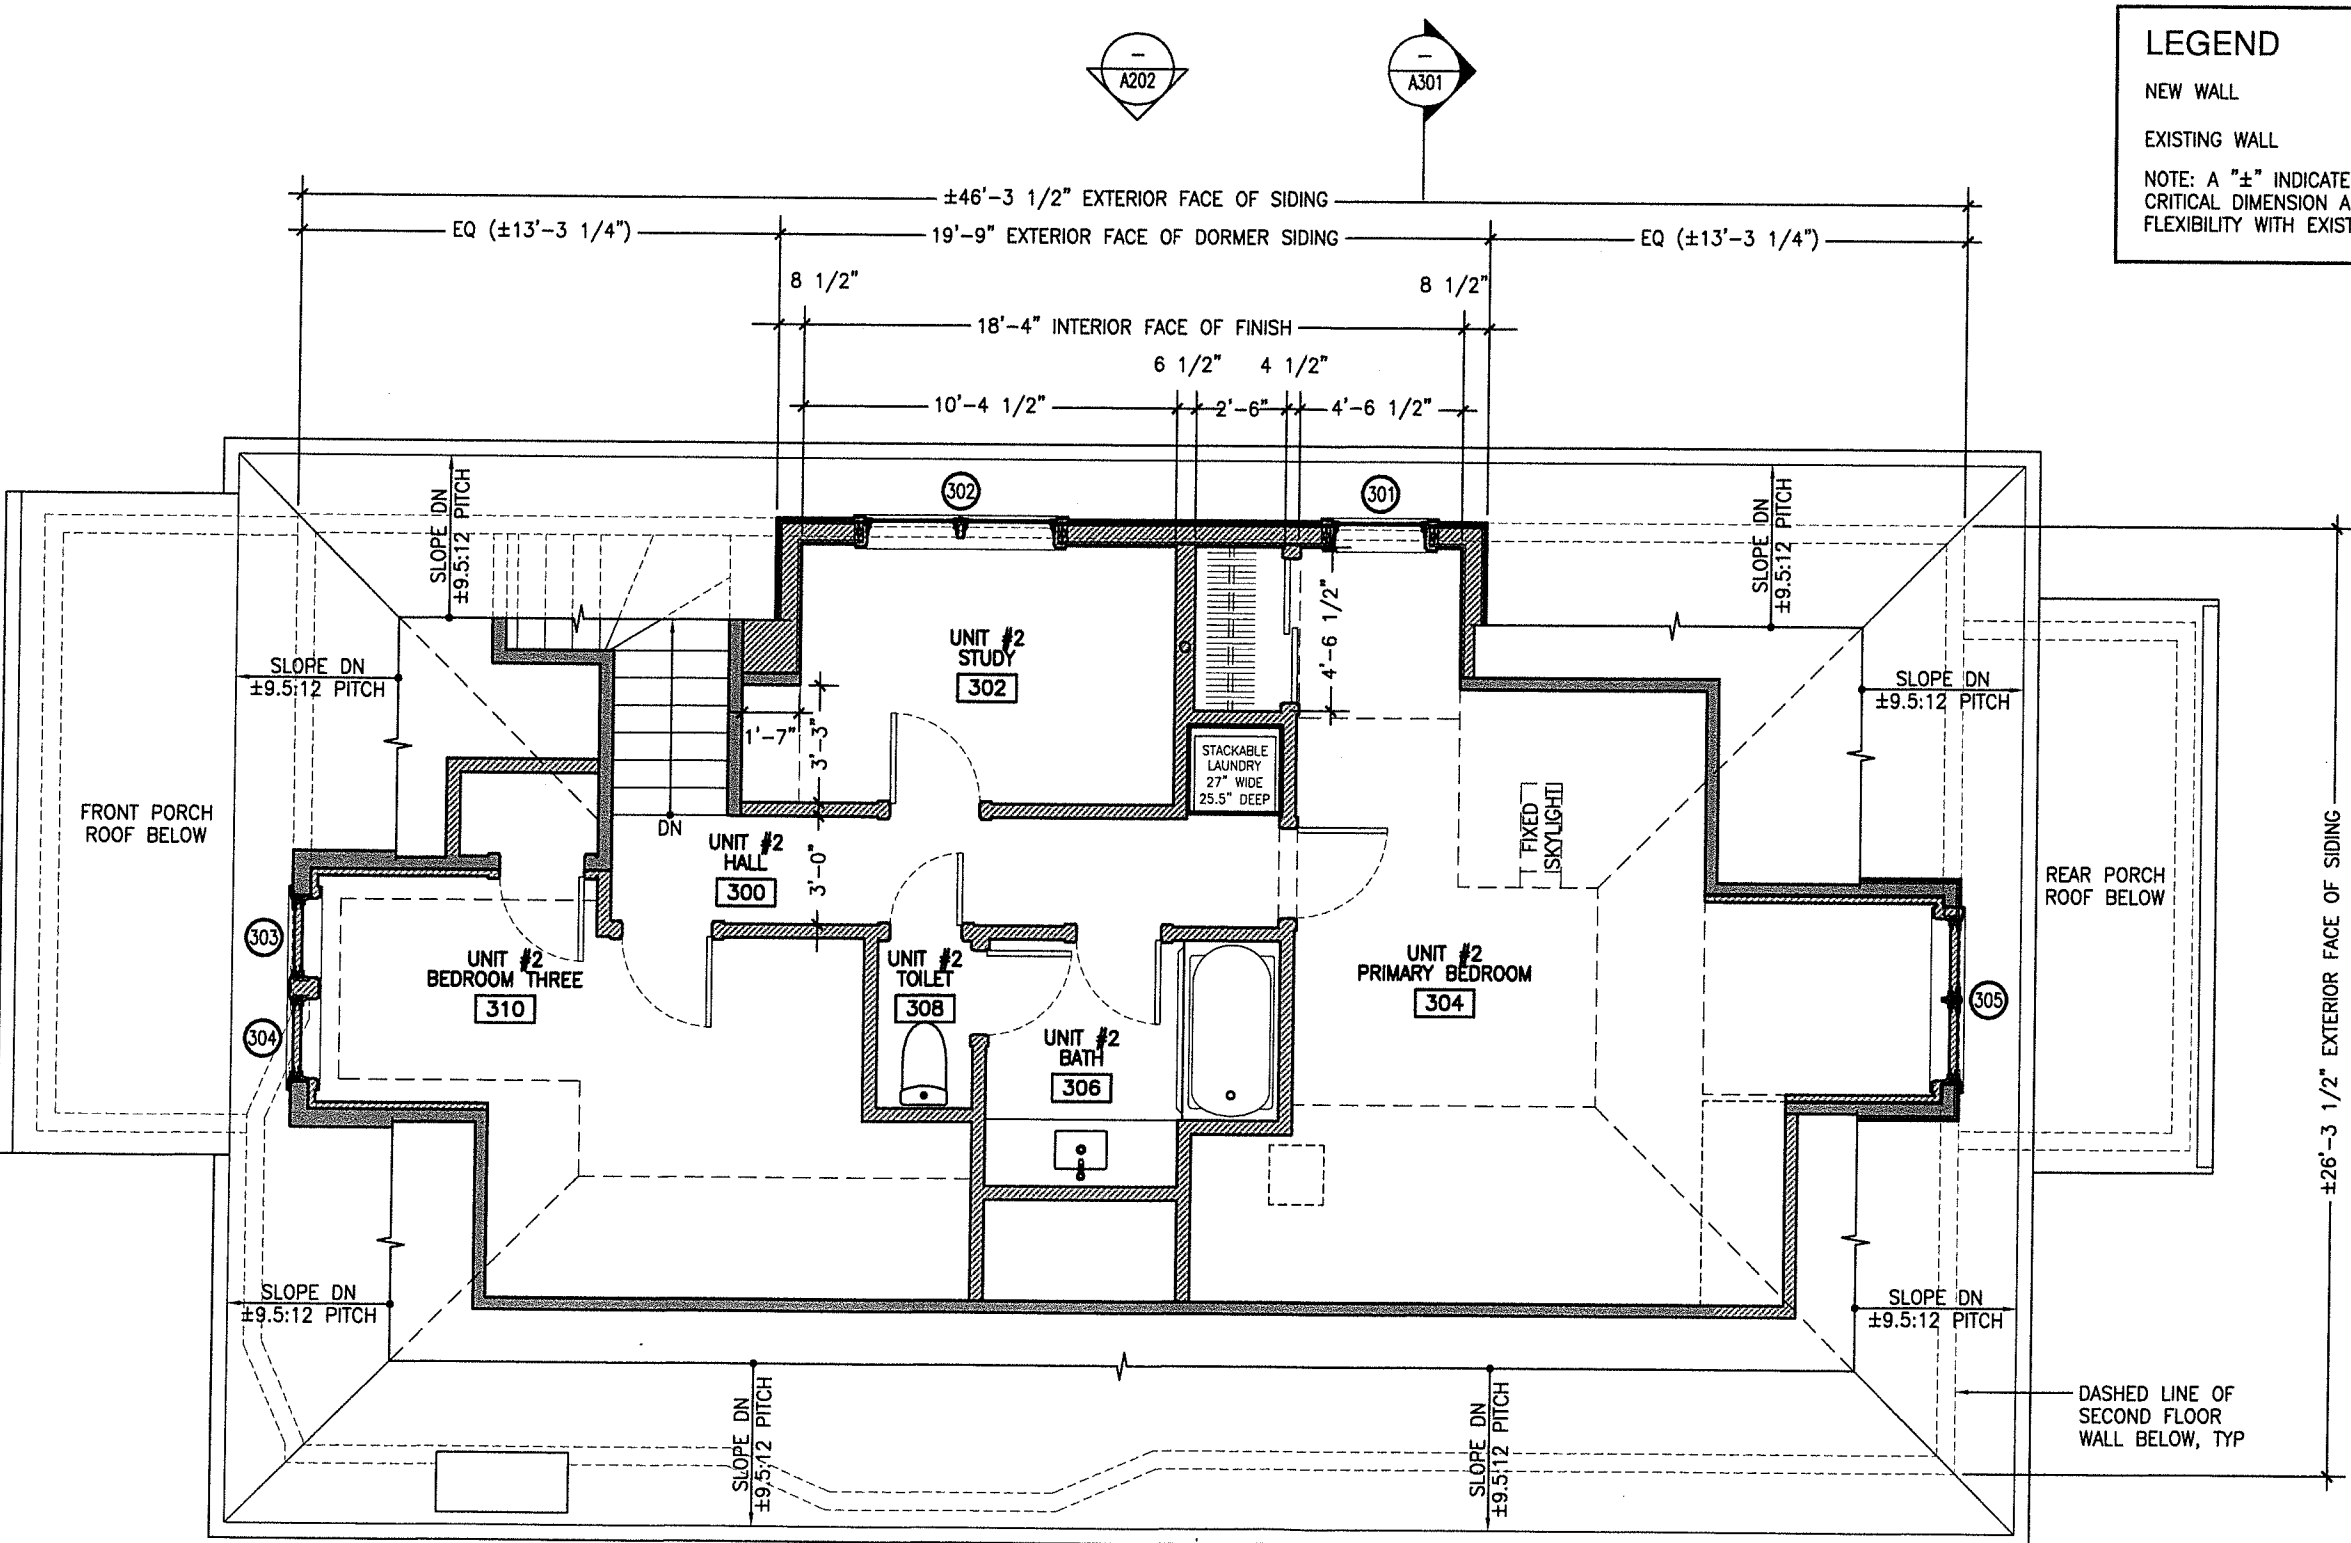 –
A202
–
A301
LEGEND
NEW WALL
EXISTING WALL
NOTE: A "±" INDICATE
CRITICAL DIMENSION A
FLEXIBILITY WITH EXIST
±46'-3 1/2" EXTERIOR FACE OF SIDING
EQ (±13'-3 1/4")
19'-9" EXTERIOR FACE OF DORMER SIDING
EQ (±13'-3 1/4")
8 1/2"
8 1/2"
18'-4" INTERIOR FACE OF FINISH
6 1/2"
4 1/2"
10'-4 1/2"
2'-6"
4'-6 1/2"
302
301
SLOPE DN
±9.5:12 PITCH
SLOPE DN
±9.5:12 PITCH
UNIT #2
STUDY
302
4'-6 1/2"
SLOPE DN
±9.5:12 PITCH
SLOPE DN
±9.5:12 PITCH
1'-7"
3'-3"
STACKABLE
LAUNDRY
27" WIDE
25.5" DEEP
FRONT PORCH
ROOF BELOW
DN
UNIT #2
HALL
300
3'-0"
FIXED
SKYLIGHT
REAR PORCH
ROOF BELOW
303
304
UNIT #2
BEDROOM THREE
310
UNIT #2
TOILET
308
UNIT #2
BATH
306
UNIT #2
PRIMARY BEDROOM
304
305
±26'-3 1/2" EXTERIOR FACE OF SIDING
SLOPE DN
±9.5:12 PITCH
SLOPE DN
±9.5:12 PITCH
SLOPE DN
±9.5:12 PITCH
SLOPE DN
±9.5:12 PITCH
DASHED LINE OF
SECOND FLOOR
WALL BELOW, TYP